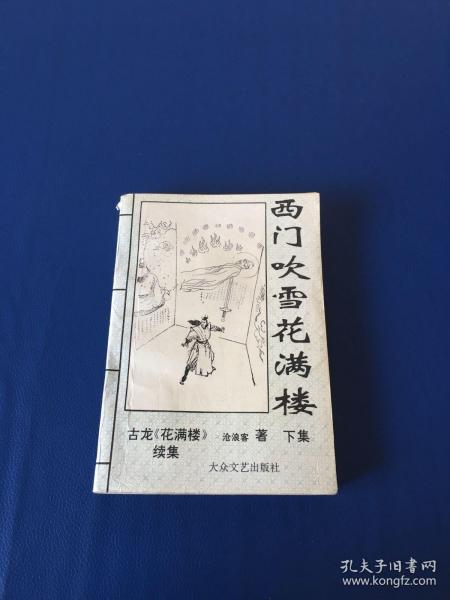 西门吹雪花满楼
古龙《花满楼》 沧浪客 著 下集
续集
大众文艺出版社
孔夫子旧书网
www.kongfz.com